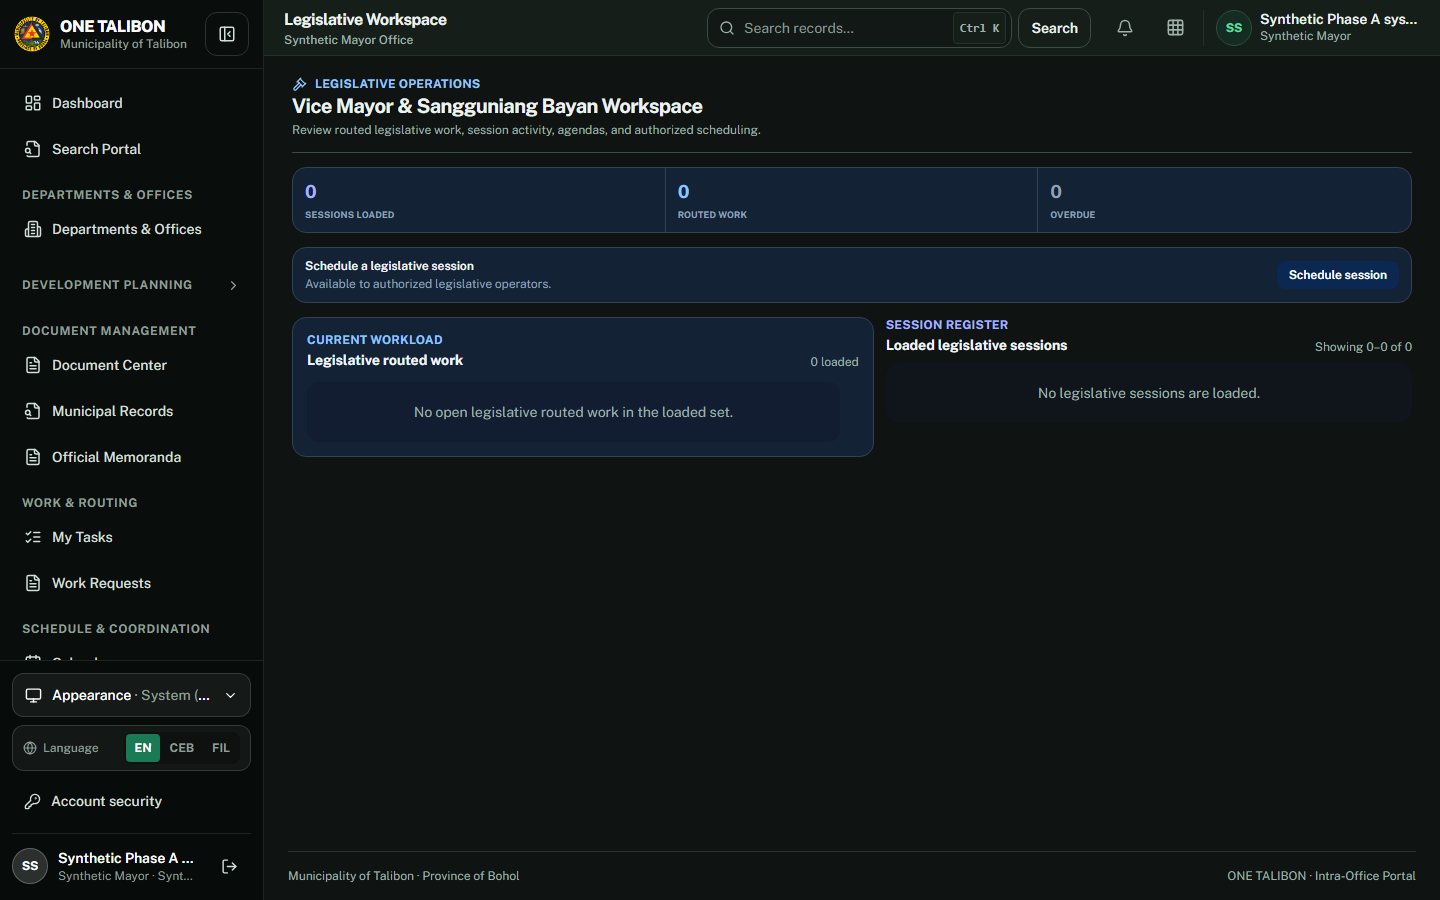 ONE TALIBON
Municipality of Talibon
Legislative Workspace
Synthetic Mayor Office
Search records...
Ctrl K
Search
SS
Synthetic Phase A sys...
Synthetic Mayor
Dashboard
Search Portal
DEPARTMENTS & OFFICES
Departments & Offices
DEVELOPMENT PLANNING
DOCUMENT MANAGEMENT
Document Center
Municipal Records
Official Memoranda
WORK & ROUTING
My Tasks
Work Requests
SCHEDULE & COORDINATION
Appearance · System (...
Language
EN
CEB
FIL
Account security
SS
Synthetic Phase A ...
Synthetic Mayor · Synt...
LEGISLATIVE OPERATIONS
Vice Mayor & Sangguniang Bayan Workspace
Review routed legislative work, session activity, agendas, and authorized scheduling.
0
SESSIONS LOADED
0
ROUTED WORK
0
OVERDUE
Schedule a legislative session
Available to authorized legislative operators.
Schedule session
CURRENT WORKLOAD
Legislative routed work
0 loaded
No open legislative routed work in the loaded set.
SESSION REGISTER
Loaded legislative sessions
Showing 0–0 of 0
No legislative sessions are loaded.
Municipality of Talibon · Province of Bohol
ONE TALIBON · Intra-Office Portal